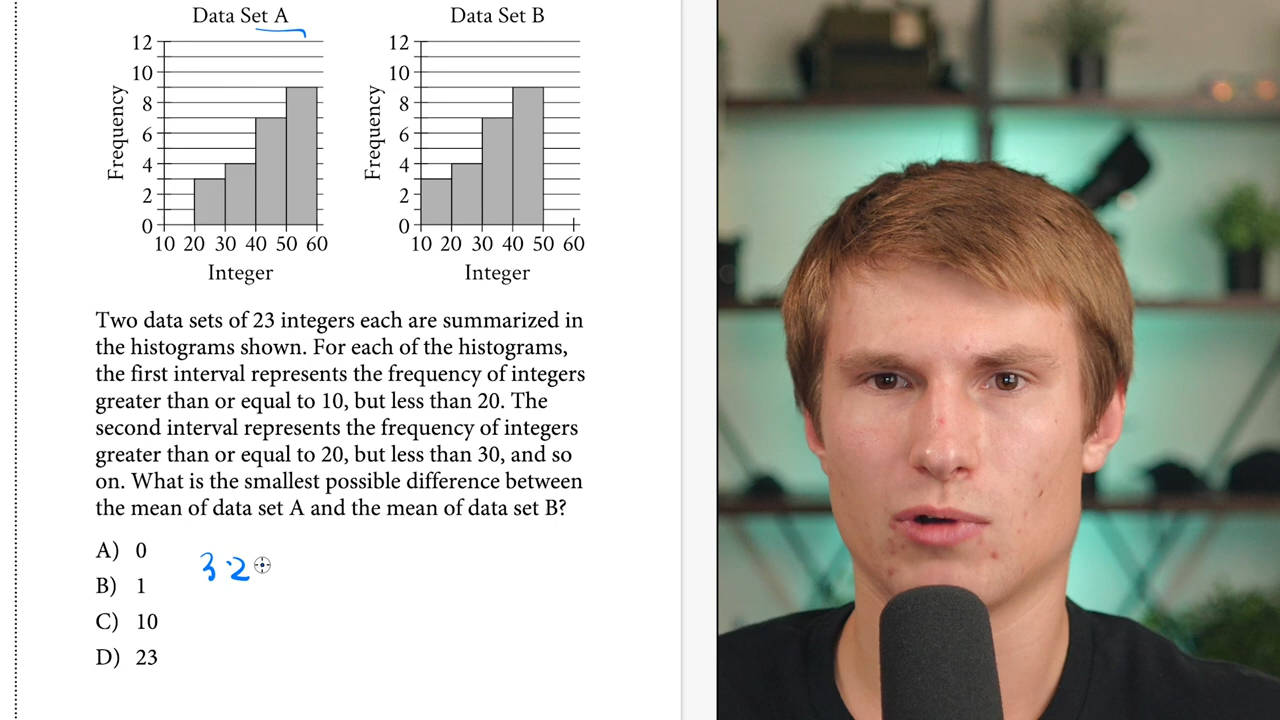 Data Set A
Data Set B
12
10
8
6
4
2
0
Frequency
10 20 30 40 50 60
Integer
12
10
8
6
4
2
0
Frequency
10 20 30 40 50 60
Integer
Two data sets of 23 integers each are summarized in
the histograms shown. For each of the histograms,
the first interval represents the frequency of integers
greater than or equal to 10, but less than 20. The
second interval represents the frequency of integers
greater than or equal to 20, but less than 30, and so
on. What is the smallest possible difference between
the mean of data set A and the mean of data set B?
A) 0
B) 1
C) 10
D) 23
3·2